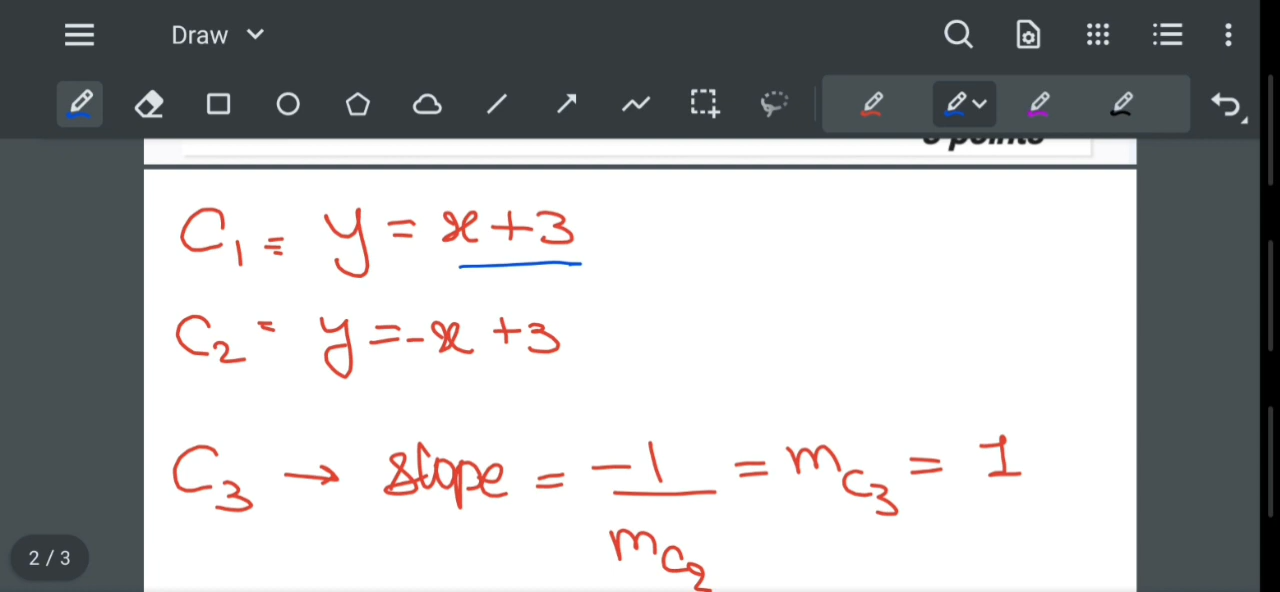 Draw
C₁ = y = x+3
C₂ = y = -x +3
C₃ → slope = -1/m_C₂ = m_C₃ = 1
2 / 3